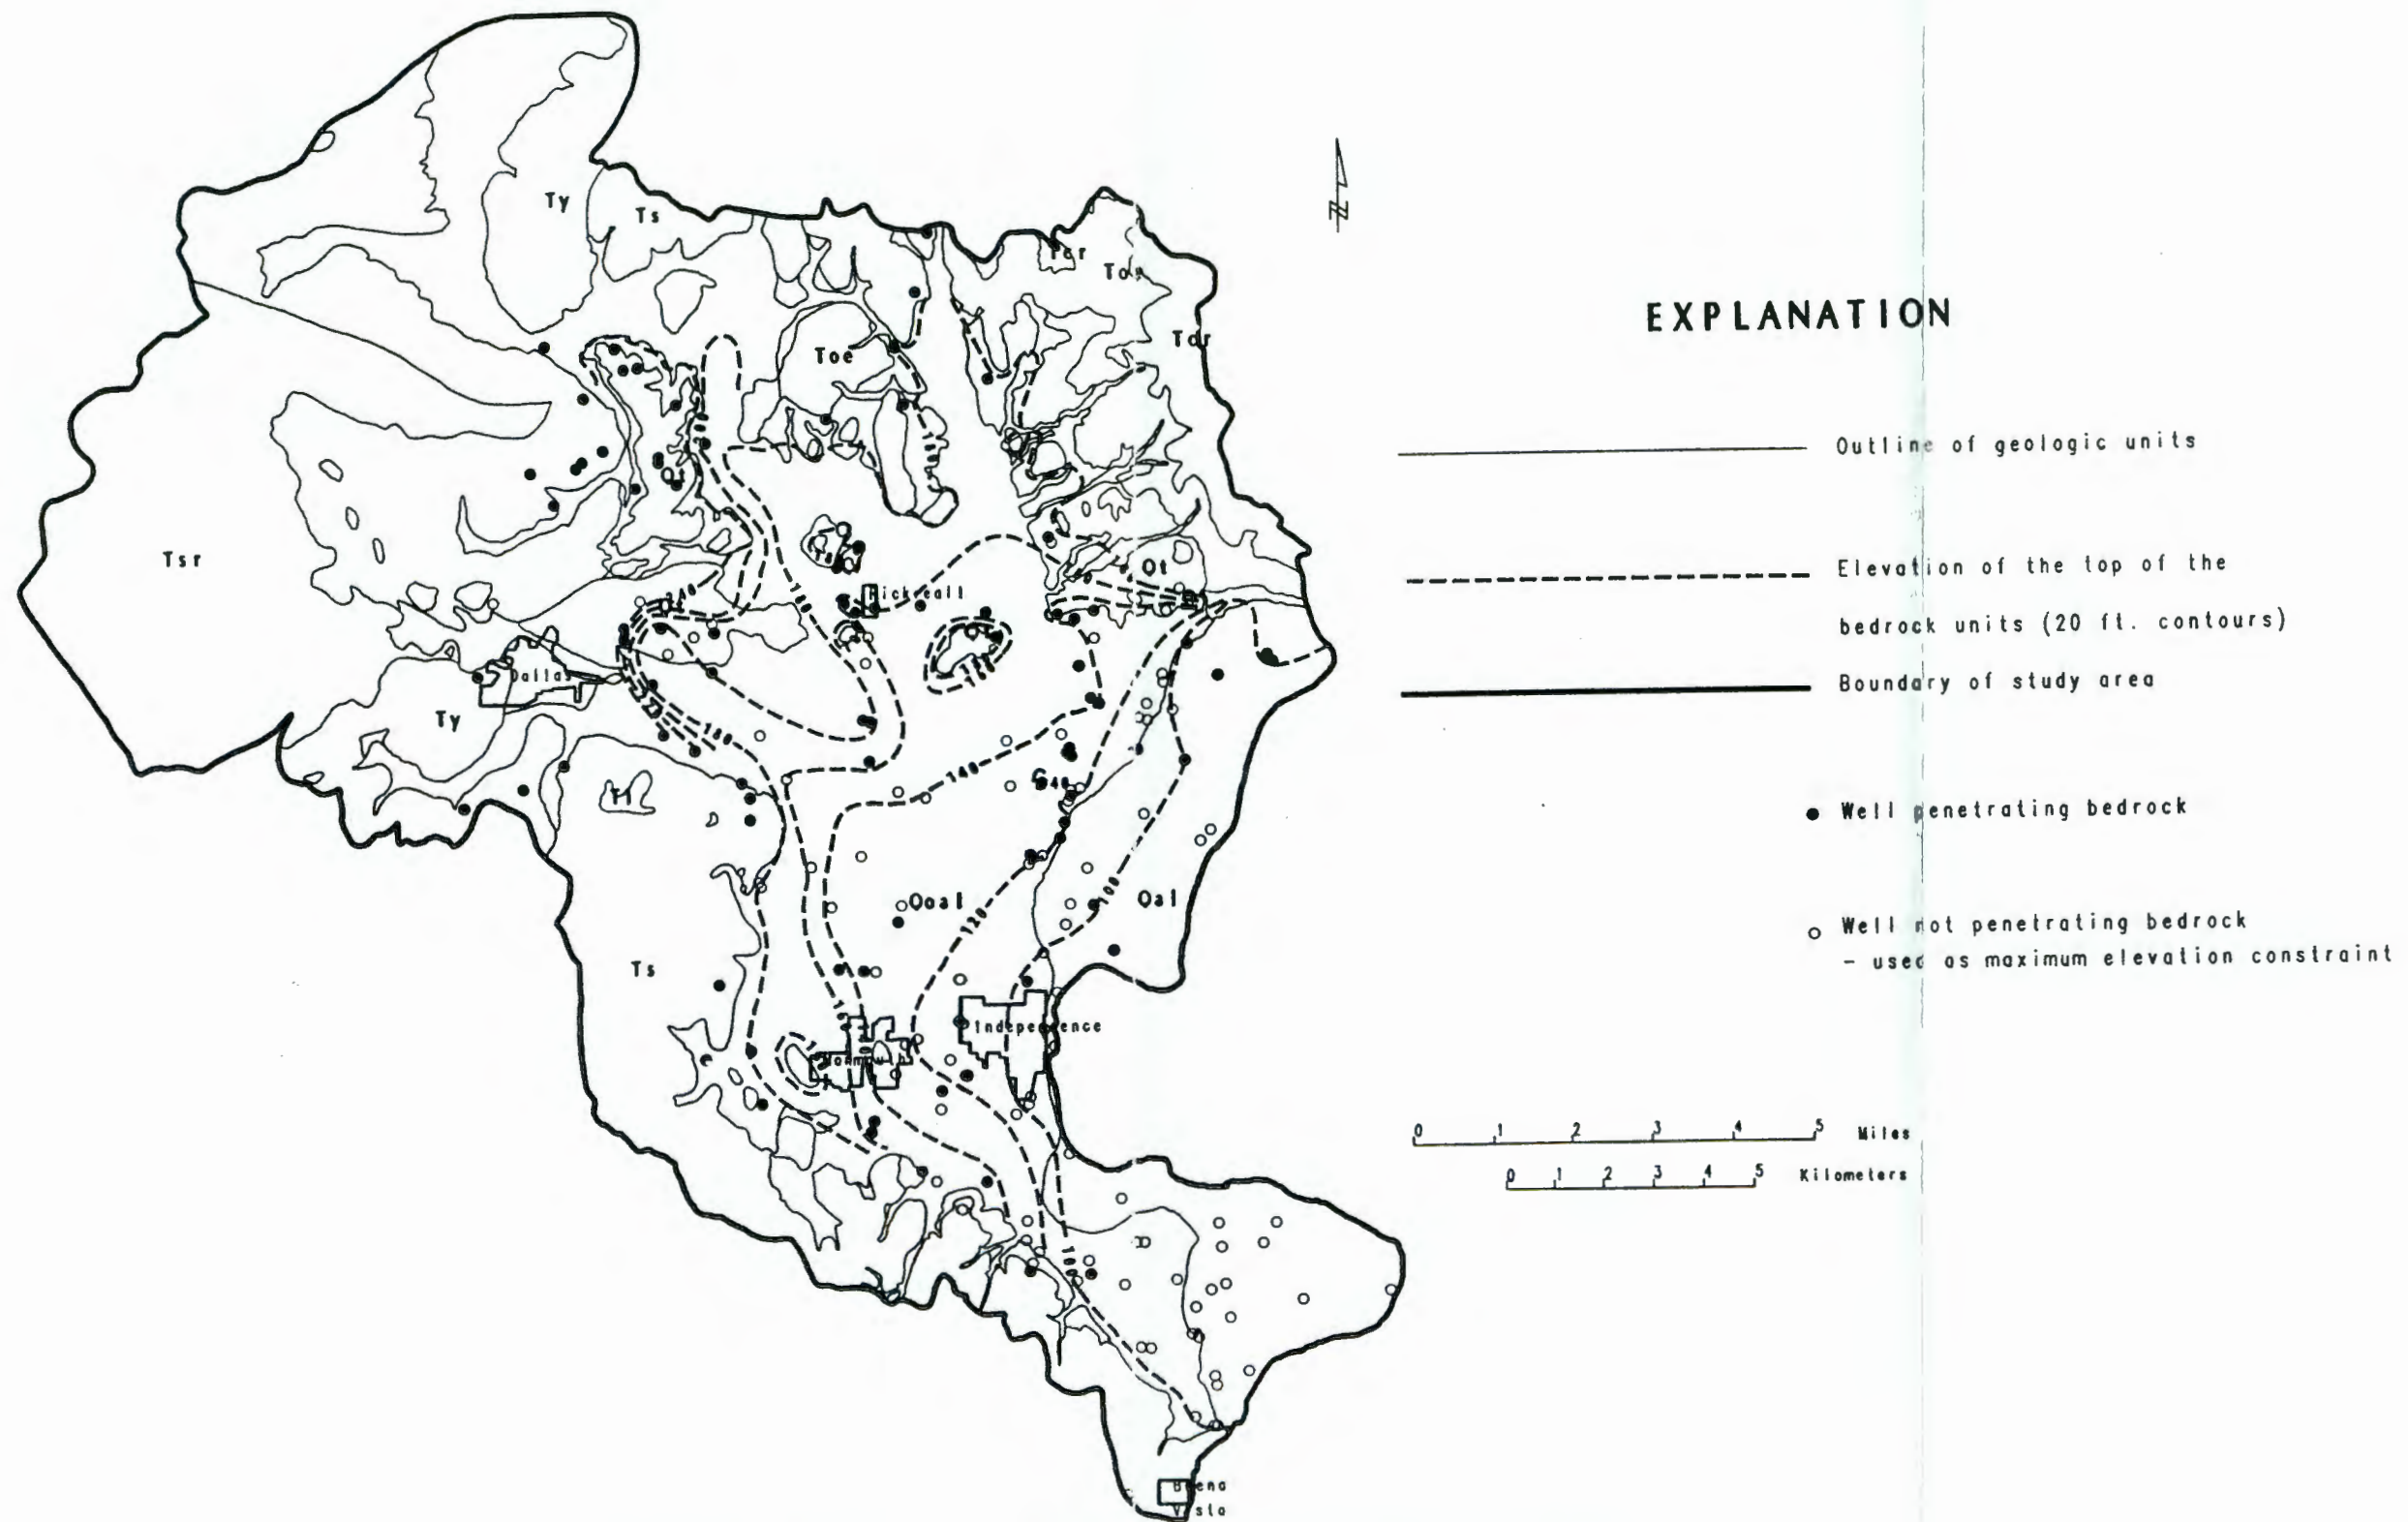 Ty
Ts
Tcr
Toe
EXPLANATION
Outline of geologic units
Tsr
Qt
Elevation of the top of the
bedrock units (20 ft. contours)
Rickreall
Dallas
Boundary of study area
Ty
180
140
Well penetrating bedrock
Qoal
100
Qal
120
Well not penetrating bedrock
- used as maximum elevation constraint
Ts
Independence
Monmouth
0 1 2 3 4 5 Miles
0 1 2 3 4 5 Kilometers
Buena
Vista